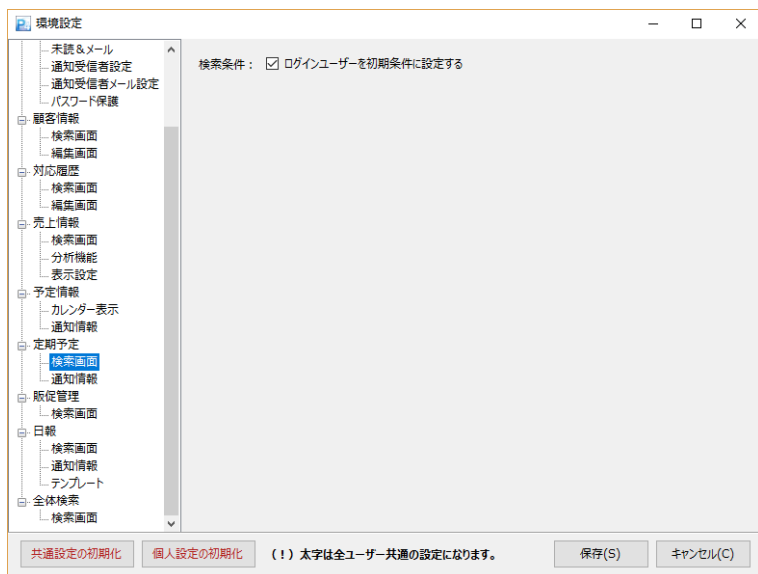 環境設定
未読&メール
通知受信者設定
通知受信者メール設定
パスワード保護
顧客情報
検索画面
編集画面
対応履歴
検索画面
編集画面
売上情報
検索画面
分析機能
表示設定
予定情報
カレンダー表示
通知情報
定期予定
検索画面
通知情報
販促管理
検索画面
日報
検索画面
通知情報
テンプレート
全体検索
検索画面
検索条件: ログインユーザーを初期条件に設定する
共通設定の初期化 個人設定の初期化 (!)太字は全ユーザー共通の設定になります。 保存(S) キャンセル(C)